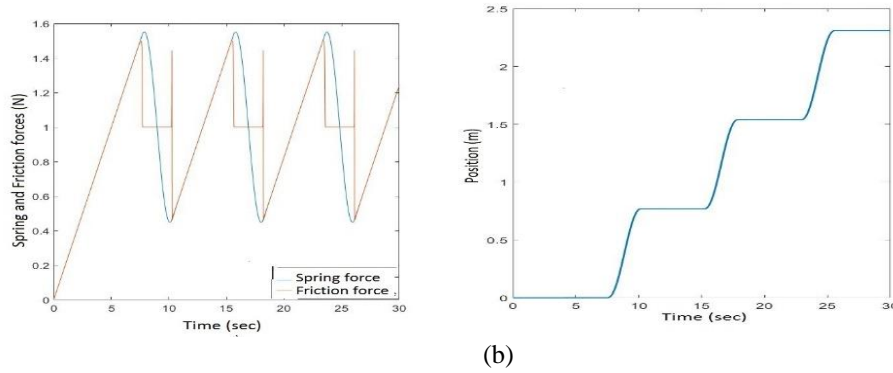 Spring and Friction forces (N)
1.6
1.4
1.2
1
0.8
0.6
0.4
0.2
0
0 5 10 15 20 25 30
Time (sec)
Spring force
Friction force
Position (m)
2.5
2
1.5
1
0.5
0
0 5 10 15 20 25 30
Time (sec)
(b)